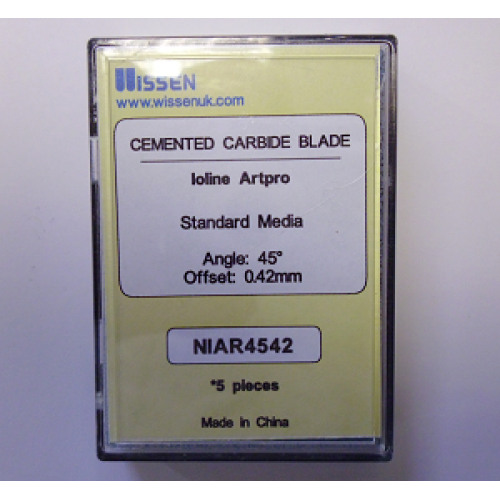 WISSEN
www.wissenuk.com
CEMENTED CARBIDE BLADE
Ioline Artpro
Standard Media
Angle: 45°
Offset: 0.42mm
NIAR4542
*5 pieces
Made in China